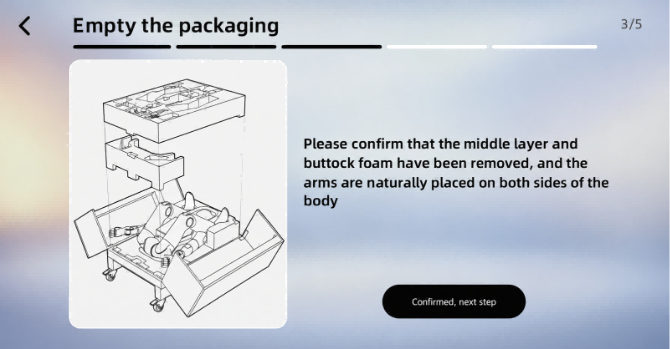 Empty the packaging
3/5
Please confirm that the middle layer and
buttock foam have been removed, and the
arms are naturally placed on both sides of the
body
Confirmed, next step